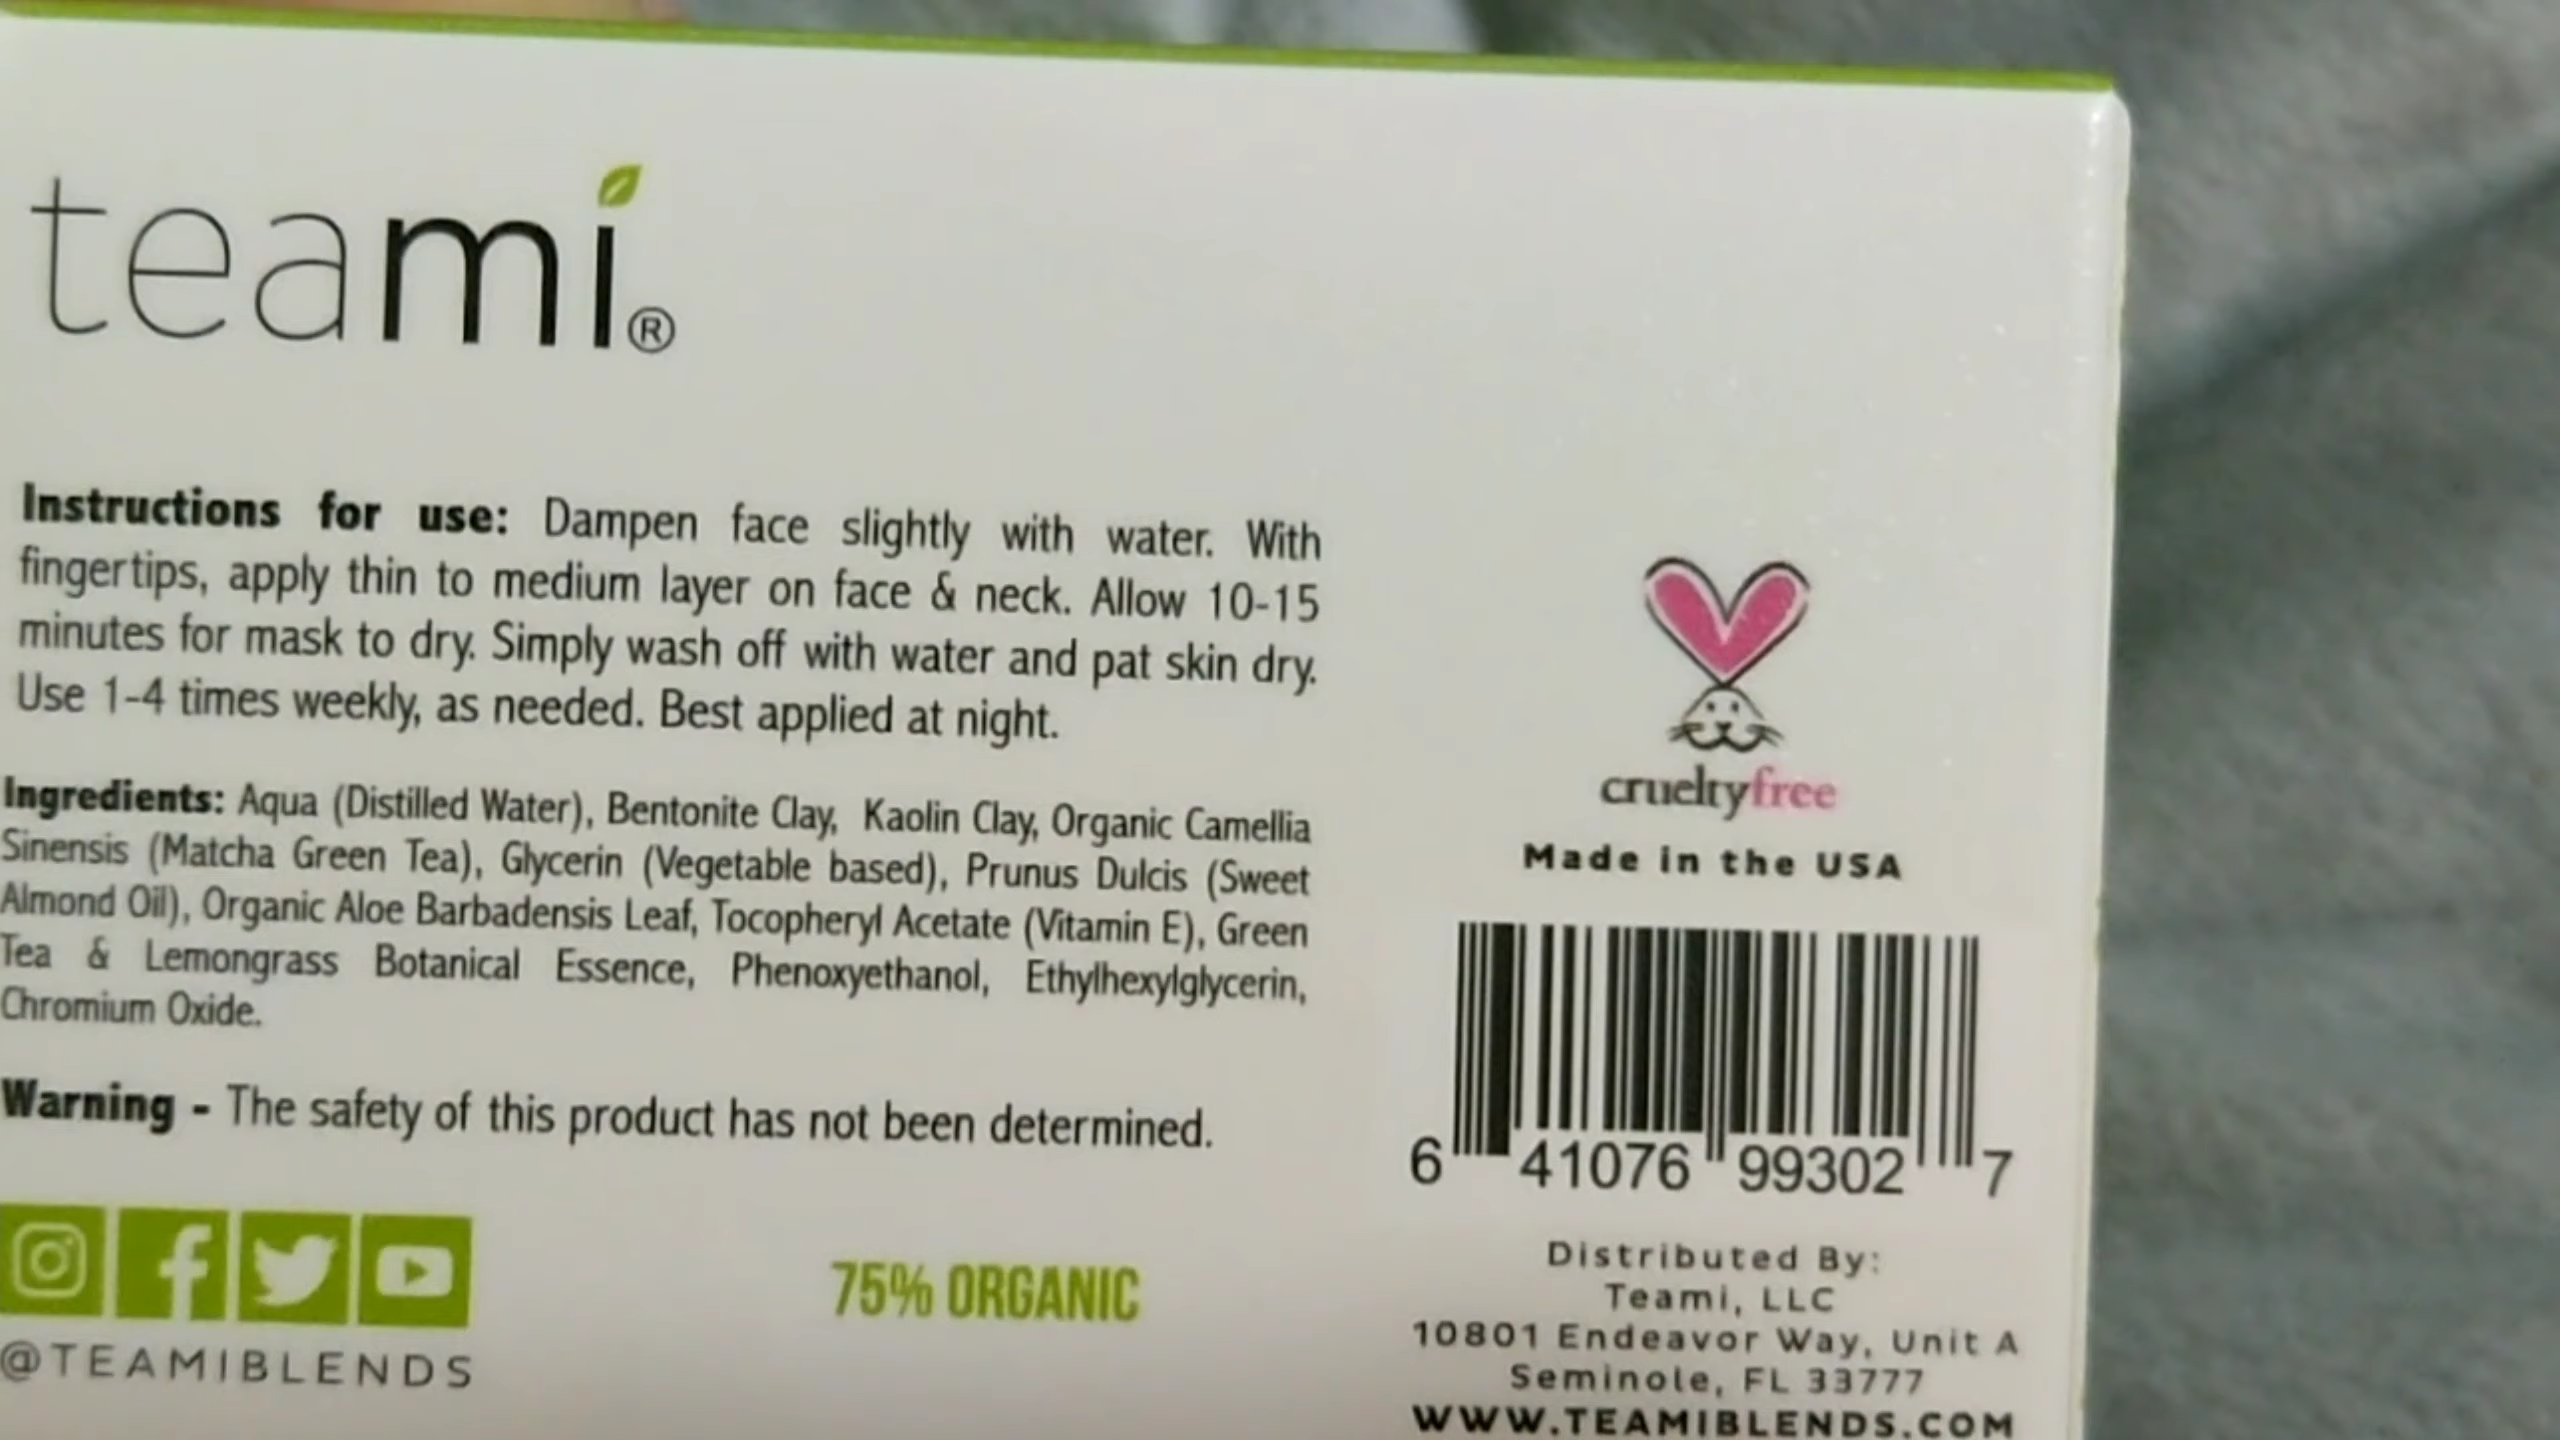 teami®
Instructions for use: Dampen face slightly with water. With
fingertips, apply thin to medium layer on face & neck. Allow 10-15
minutes for mask to dry. Simply wash off with water and pat skin dry.
Use 1-4 times weekly, as needed. Best applied at night.
Ingredients: Aqua (Distilled Water), Bentonite Clay, Kaolin Clay, Organic Camellia
Sinensis (Matcha Green Tea), Glycerin (Vegetable based), Prunus Dulcis (Sweet
Almond Oil), Organic Aloe Barbadensis Leaf, Tocopheryl Acetate (Vitamin E), Green
Tea & Lemongrass Botanical Essence, Phenoxyethanol, Ethylhexylglycerin,
Chromium Oxide.
Warning - The safety of this product has not been determined.
@TEAMIBLENDS
75% ORGANIC
crueltyfree
Made in the USA
6 41076 99302 7
Distributed By:
Teami, LLC
10801 Endeavor Way, Unit A
Seminole, FL 33777
WWW.TEAMIBLENDS.COM